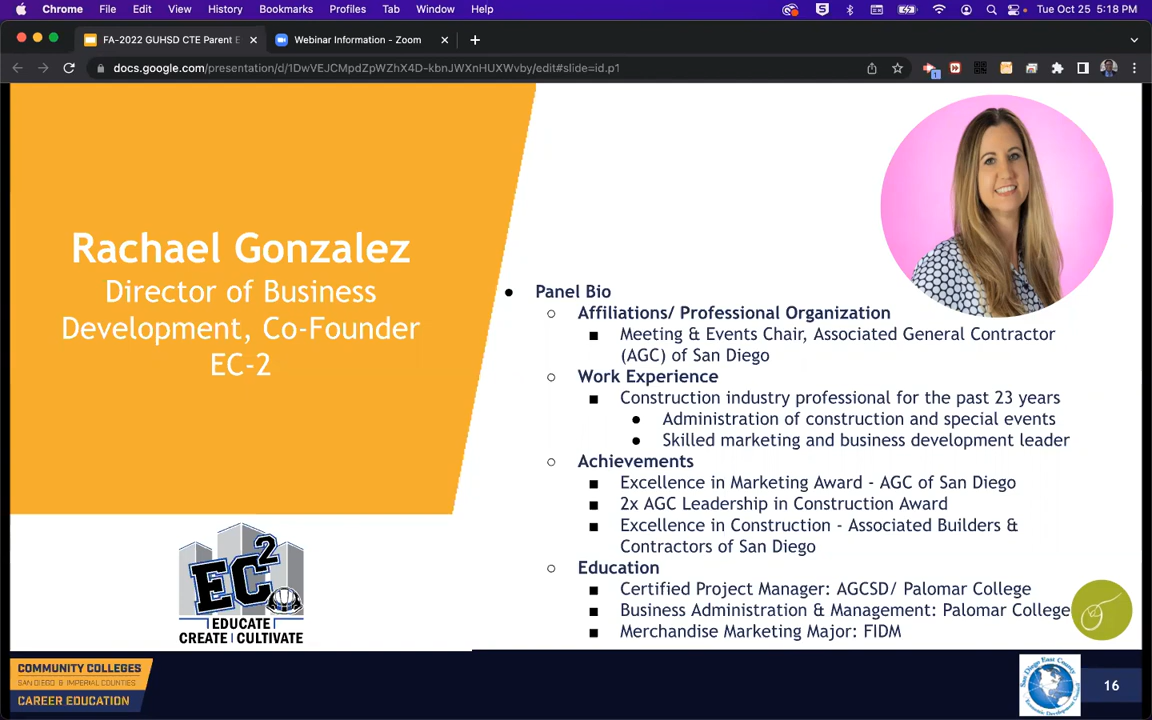 Chrome File Edit View History Bookmarks Profiles Tab Window Help Tue Oct 25 5:18 PM
FA-2022 GUHSD CTE Parent E Webinar Information - Zoom
docs.google.com/presentation/d/1DwVEJCMpdZpWZhX4D-kbnJWXnHUXWvby/edit#slide=id.p1
1
Rachael Gonzalez
Director of Business
Development, Co-Founder
EC-2
Panel Bio
Affiliations/ Professional Organization
Meeting & Events Chair, Associated General Contractor
(AGC) of San Diego
Work Experience
Construction industry professional for the past 23 years
Administration of construction and special events
Skilled marketing and business development leader
Achievements
Excellence in Marketing Award - AGC of San Diego
2x AGC Leadership in Construction Award
Excellence in Construction - Associated Builders &
Contractors of San Diego
Education
Certified Project Manager: AGCSD/ Palomar College
Business Administration & Management: Palomar College
Merchandise Marketing Major: FIDM
EC2
EDUCATE
CREATE | CULTIVATE
COMMUNITY COLLEGES
SAN DIEGO & IMPERIAL COUNTIES
CAREER EDUCATION
San Diego East County
16